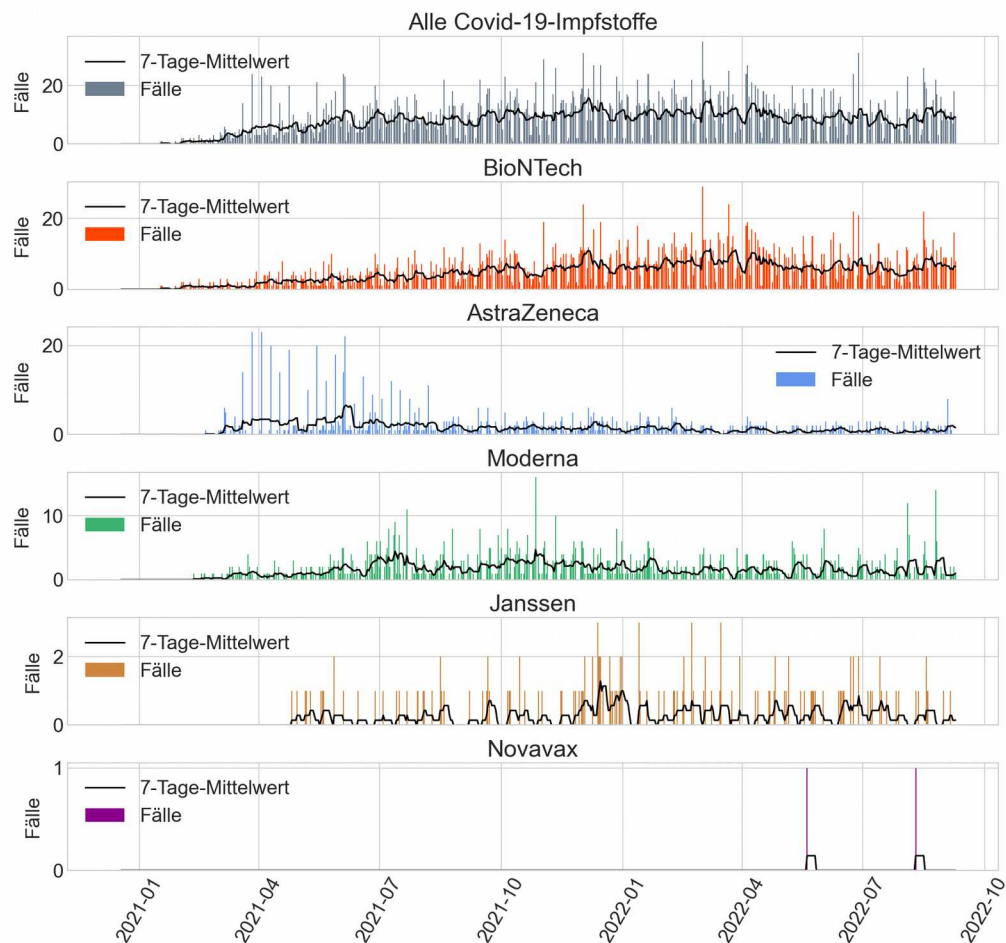 Alle Covid-19-Impfstoffe
7-Tage-Mittelwert
Fälle
Fälle
20
0
BioNTech
7-Tage-Mittelwert
Fälle
20
0
AstraZeneca
7-Tage-Mittelwert
Fälle
20
0
Moderna
7-Tage-Mittelwert
Fälle
Fälle
10
0
Janssen
7-Tage-Mittelwert
Fälle
Fälle
2
0
Novavax
7-Tage-Mittelwert
Fälle
Fälle
1
0
2021-01
2021-04
2021-07
2021-10
2022-01
2022-04
2022-07
2022-10